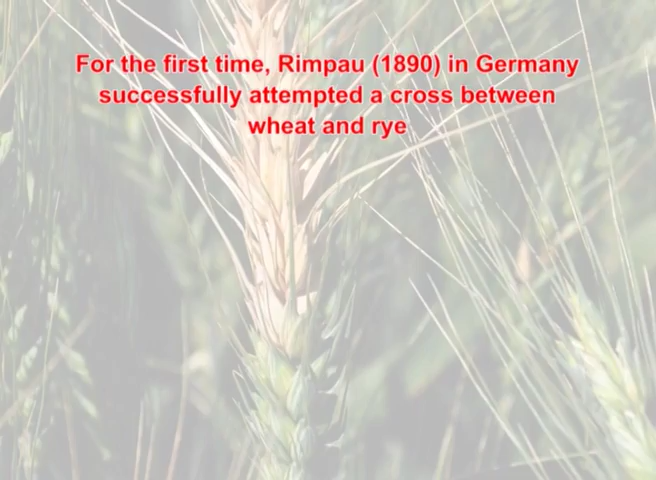 For the first time, Rimpau (1890) in Germany
successfully attempted a cross between
wheat and rye